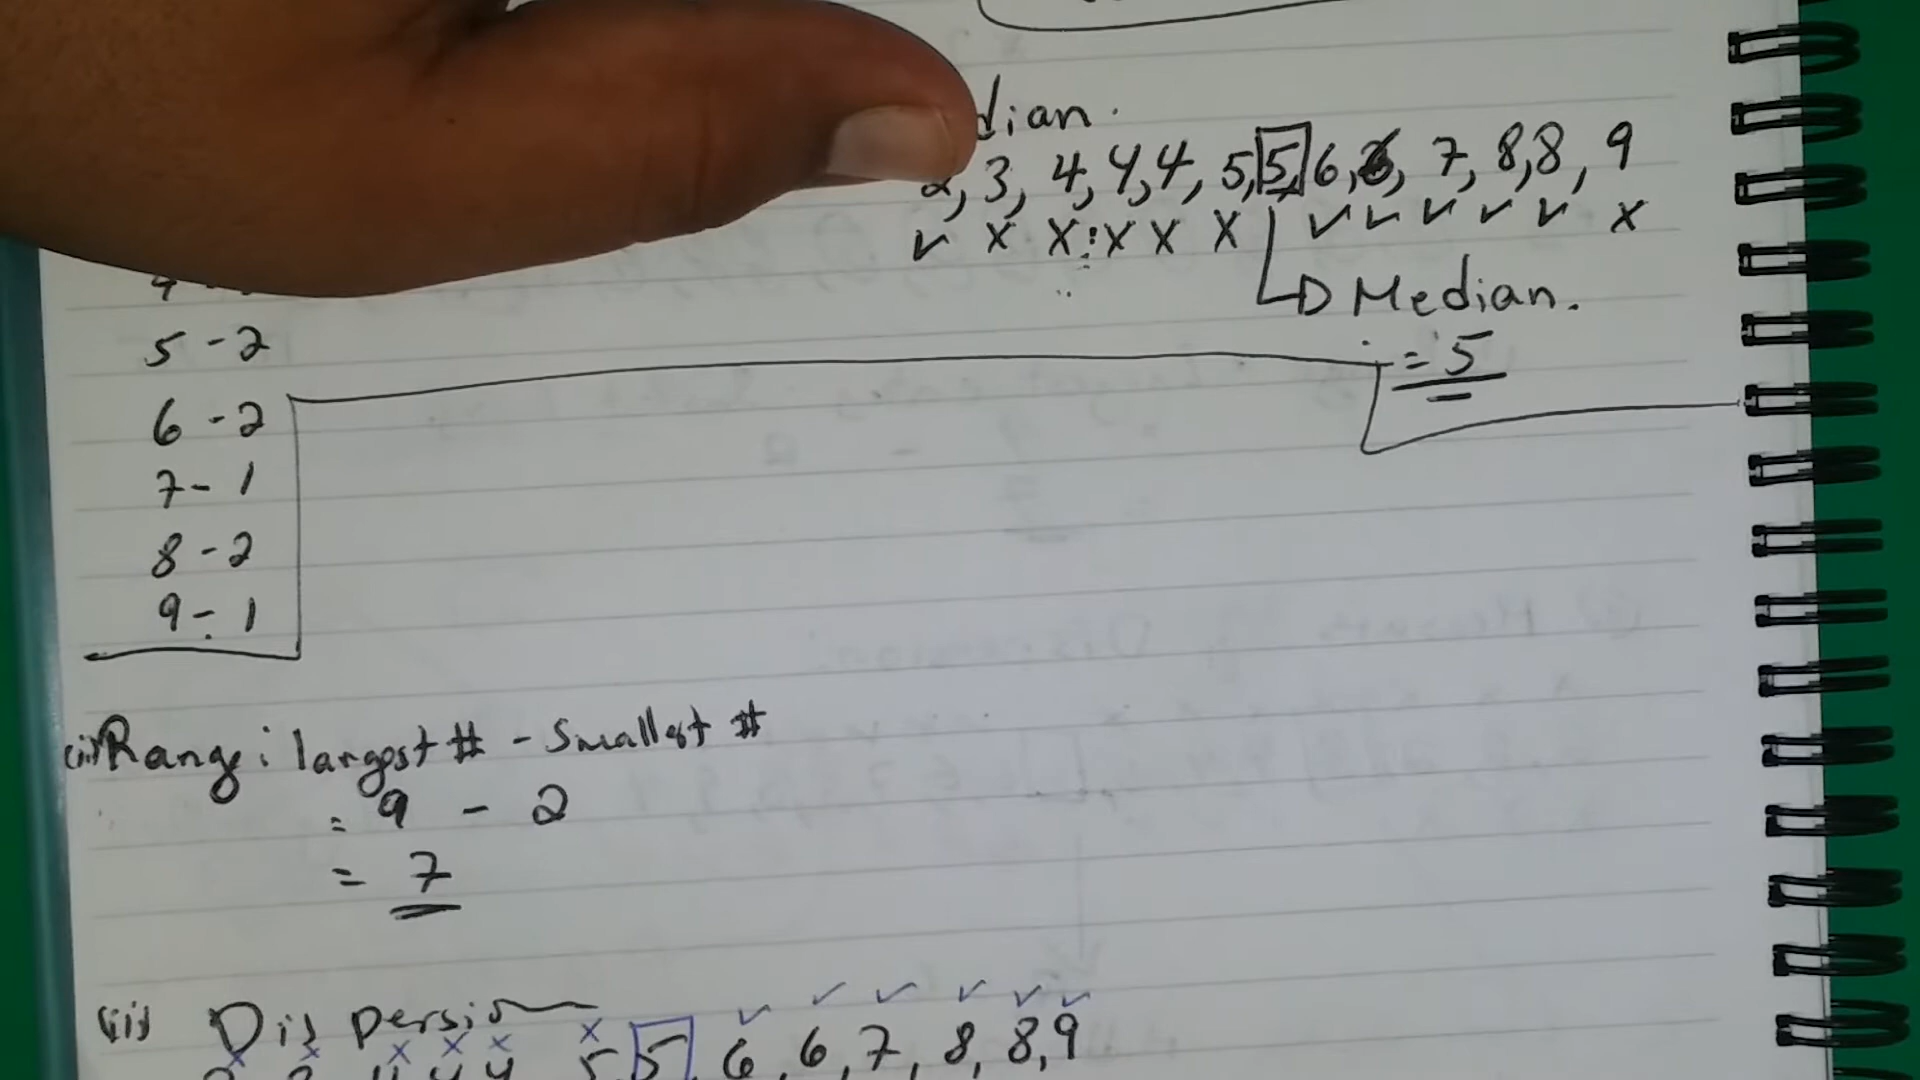 dian.
2, 3, 4, 4, 4, 5, 5, 6, 6, 7, 8, 8, 9
✓ x x x x x ✓ ✓ ✓ ✓ ✓ x
Median.
= 5
5 - 2
6 - 2
7 - 1
8 - 2
9 - 1
(ii) Range: largest # - Smallest #
= 9 - 2
= 7
(iii) Dispersion
x x x x x x ✓ ✓ ✓ ✓ ✓ ✓
4 4 5 5, 6, 6, 7, 8, 8, 9